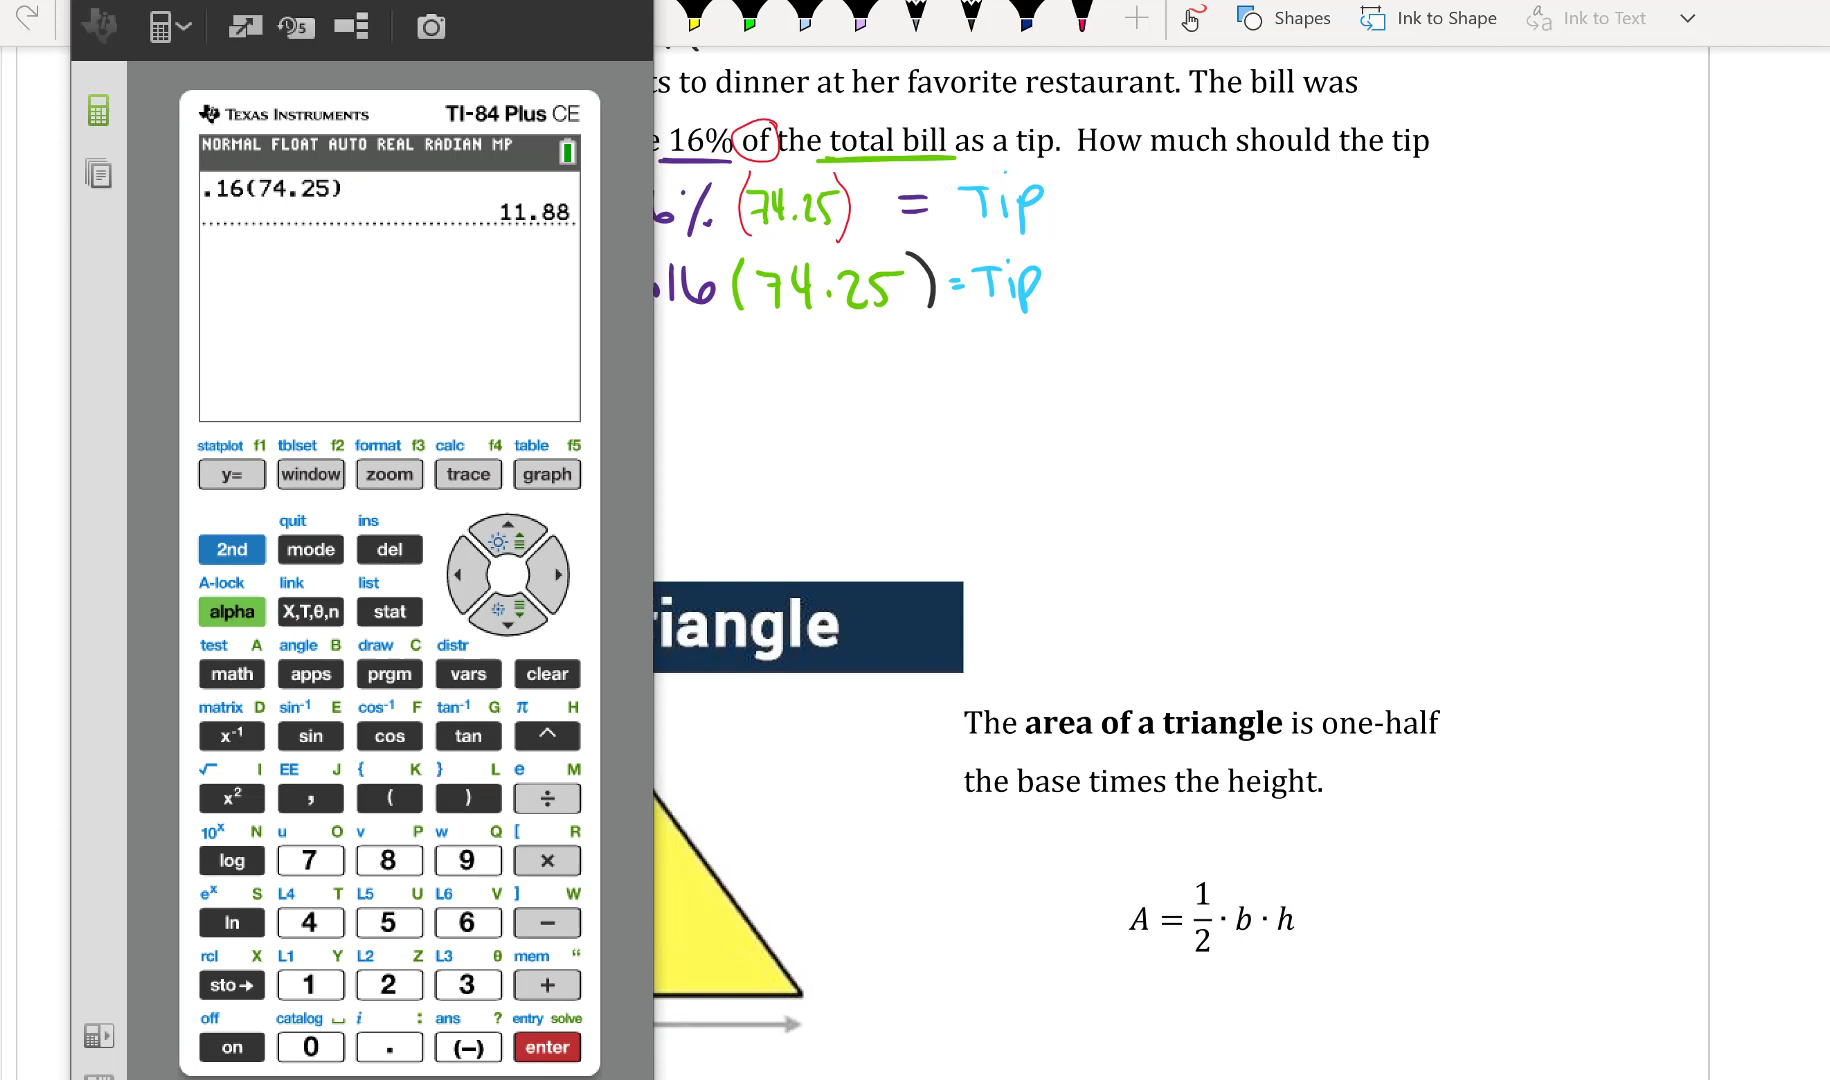 Shapes
Ink to Shape
Ink to Text
TEXAS INSTRUMENTS
TI-84 Plus CE
NORMAL FLOAT AUTO REAL RADIAN MP
.16(74.25)
11.88
statplot f1 tblset f2 format f3 calc f4 table f5
y= window zoom trace graph
quit ins
2nd mode del
A-lock link list
alpha X,T,θ,n stat
test A angle B draw C distr
math apps prgm vars clear
matrix D sin⁻¹ E cos⁻¹ F tan⁻¹ G π H
x⁻¹ sin cos tan ^
√ I EE J { K } L e M
x² , ( ) ÷
10ˣ N u O v P w Q [ R
log 7 8 9 ×
eˣ S L4 T L5 U L6 V ] W
ln 4 5 6 −
rcl X L1 Y L2 Z L3 θ mem “
sto→ 1 2 3 +
off catalog ⎵ i : ans ? entry solve
on 0 . (−) enter
ts to dinner at her favorite restaurant. The bill was
e 16% of the total bill as a tip. How much should the tip
6% (74.25) = Tip
.16 (74.25) = Tip
riangle
The area of a triangle is one-half
the base times the height.
A = 1/2 · b · h